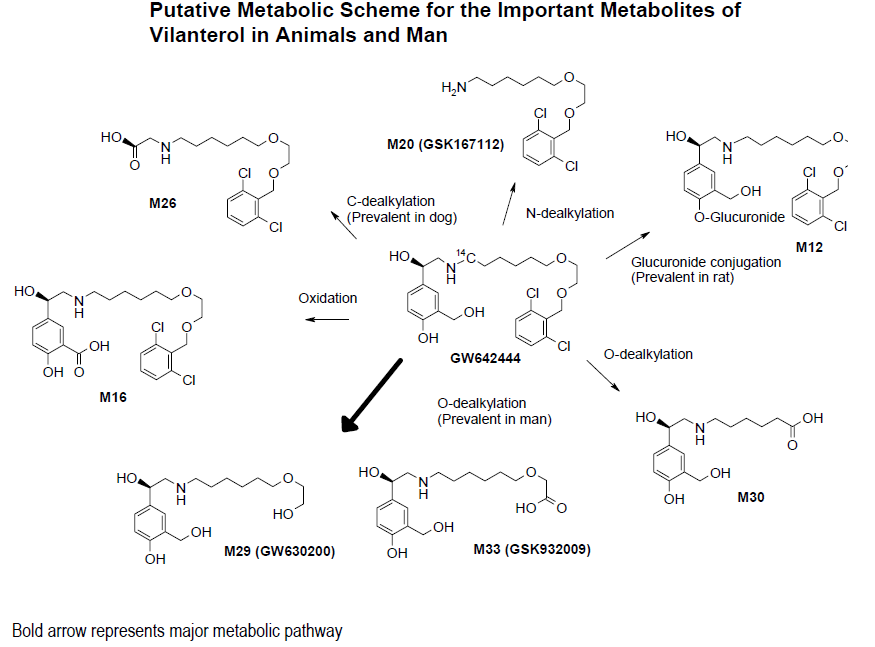 Putative Metabolic Scheme for the Important Metabolites of
Vilanterol in Animals and Man
H2N
O
O
Cl
Cl
M20 (GSK167112)
HO
O
N
H
O
O
Cl
Cl
M26
HO
N
H
O
OH
O-Glucuronide
Cl
O
Cl
M12
C-dealkylation
(Prevalent in dog)
N-dealkylation
Glucuronide conjugation
(Prevalent in rat)
HO
N
H
14C
O
O
Cl
Cl
OH
OH
GW642444
Oxidation
HO
N
H
O
O
Cl
Cl
OH
OH O
M16
O-dealkylation
O-dealkylation
(Prevalent in man)
HO
N
H
OH
O
OH
OH
M30
HO
N
H
O
HO
OH
OH
M29 (GW630200)
HO
N
H
O
HO
O
OH
OH
M33 (GSK932009)
Bold arrow represents major metabolic pathway